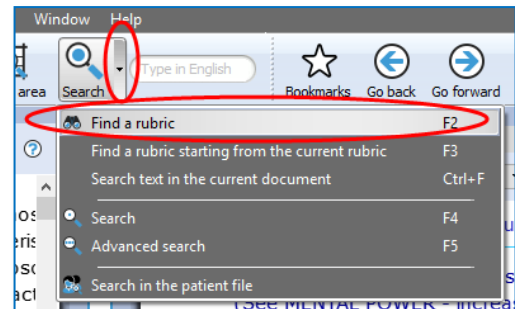 Window Help
Type in English
area Search Bookmarks Go back Go forward
Find a rubric F2
Find a rubric starting from the current rubric F3
Search text in the current document Ctrl+F
Search F4
Advanced search F5
Search in the patient file
(See MENTAL POWER - increas